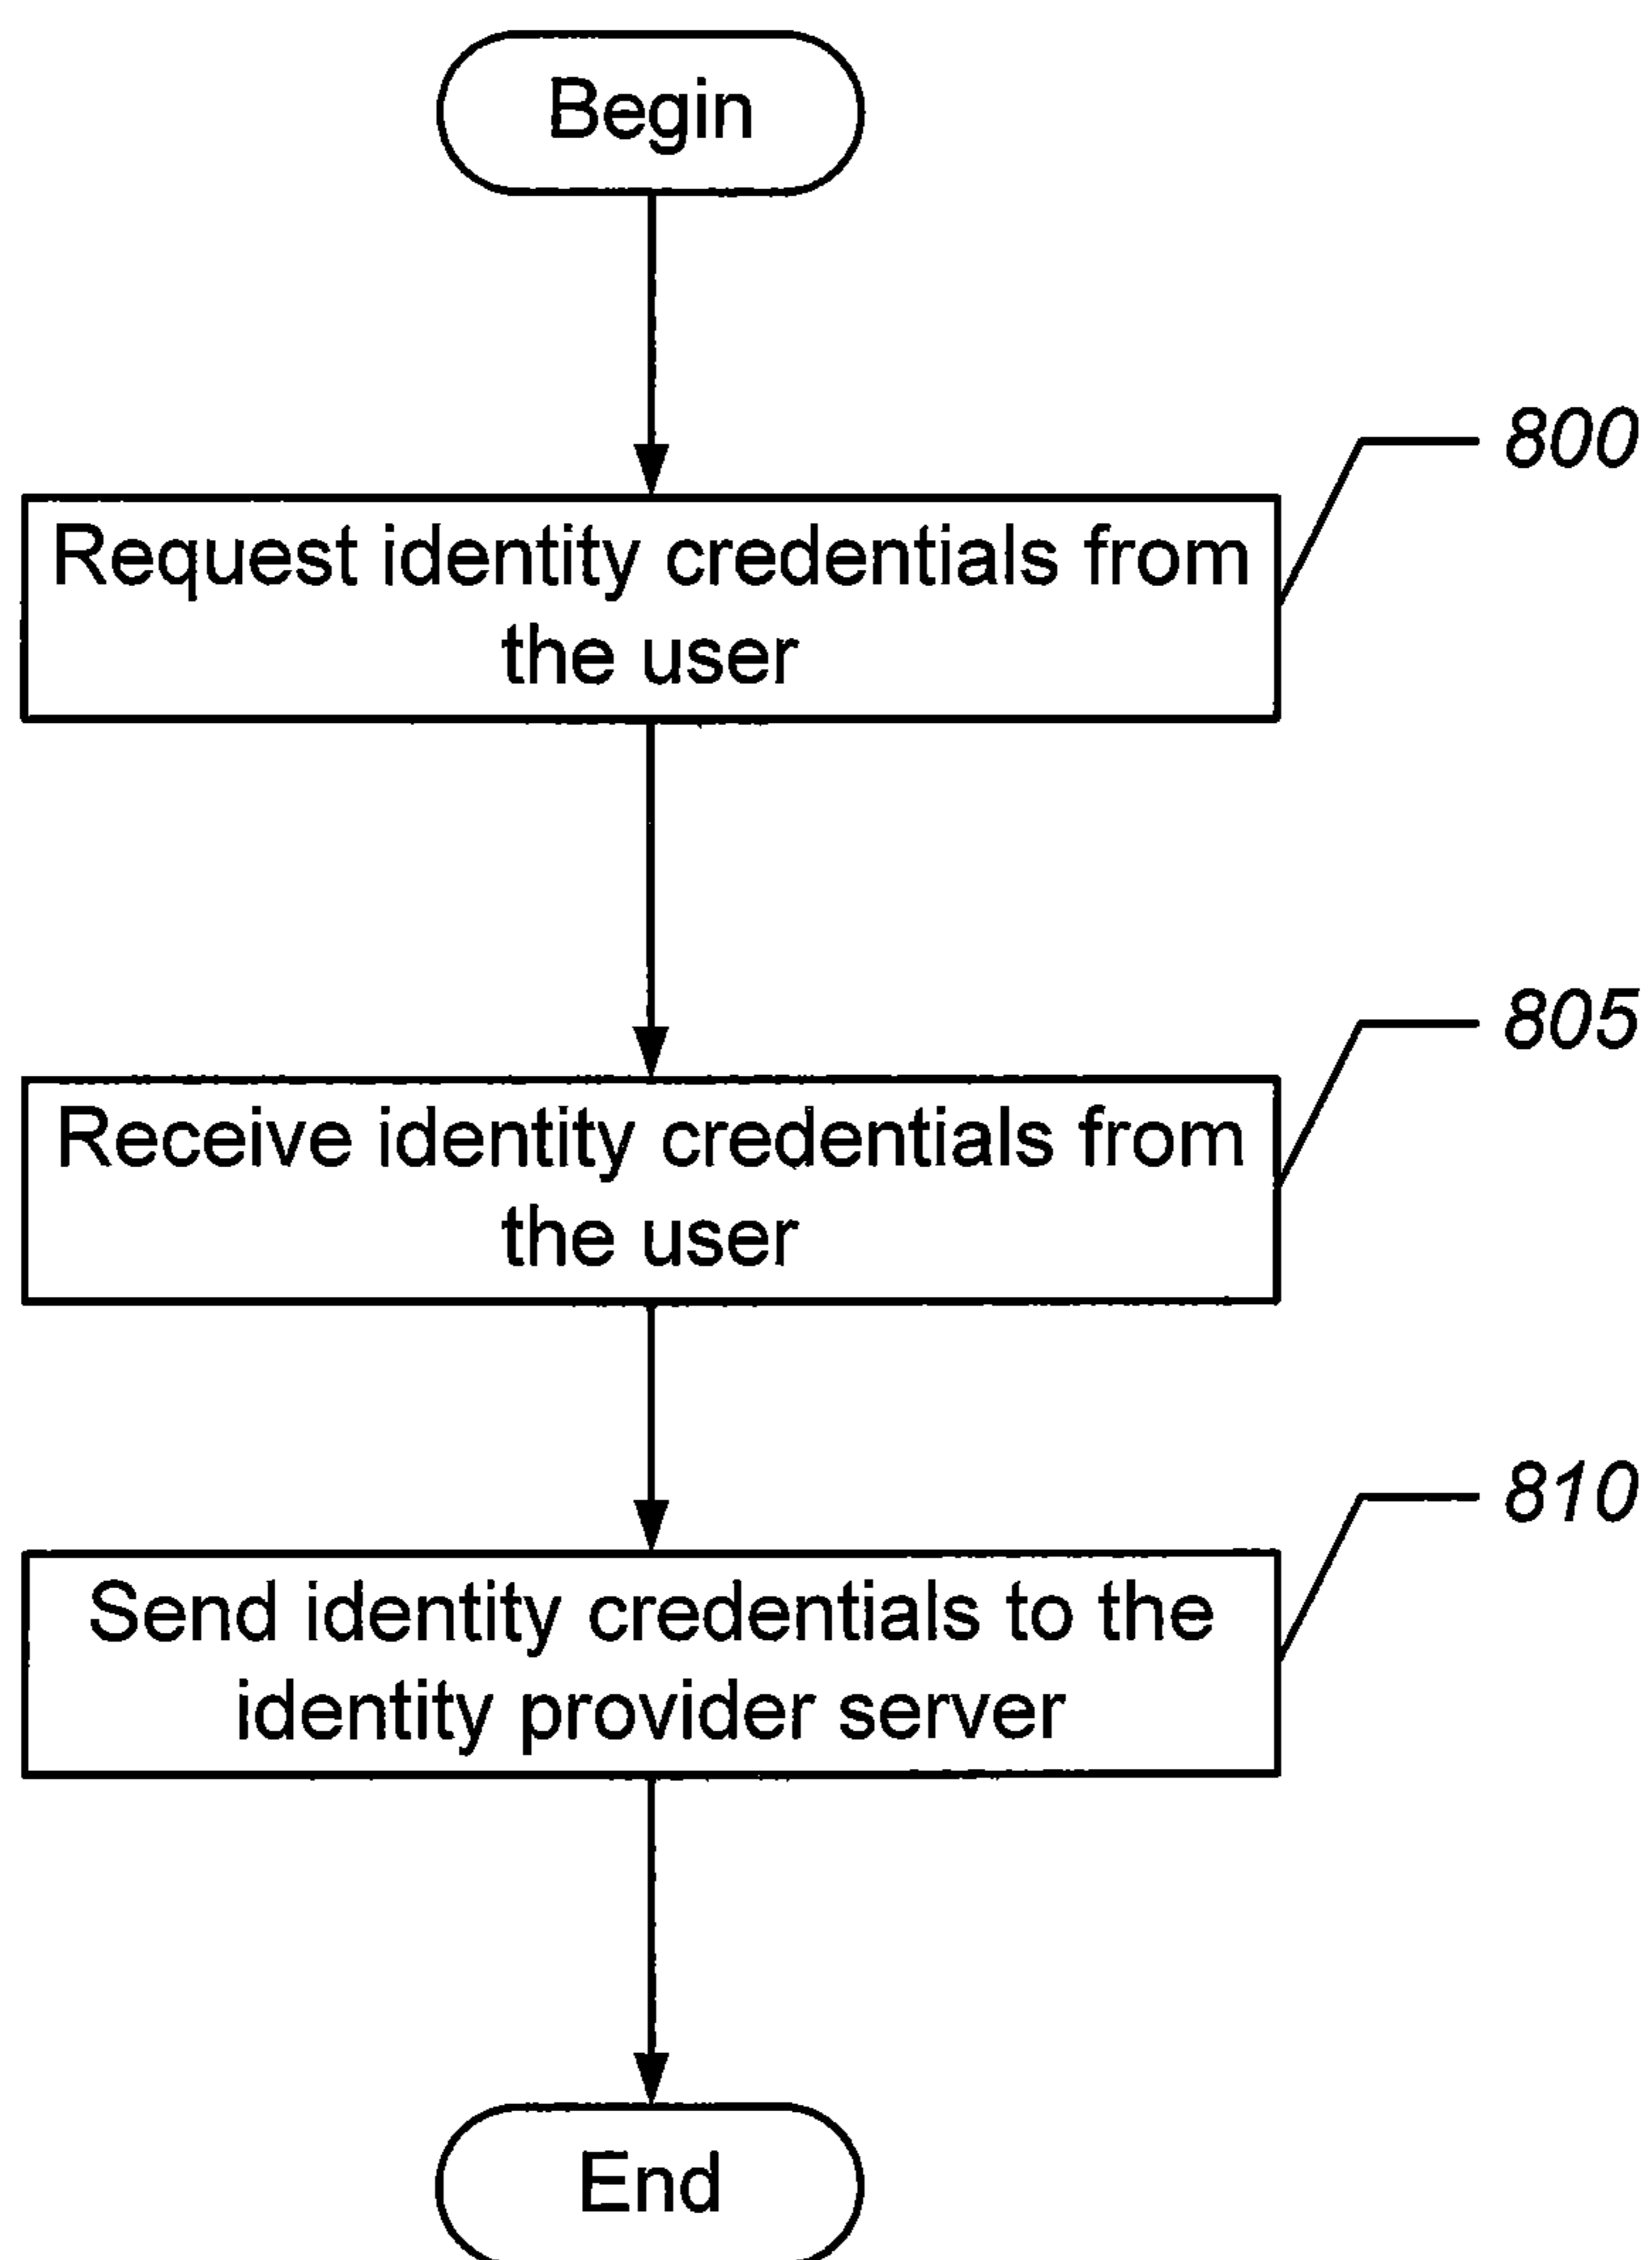 Begin
800
Request identity credentials from
the user
805
Receive identity credentials from
the user
810
Send identity credentials to the
identity provider server
End